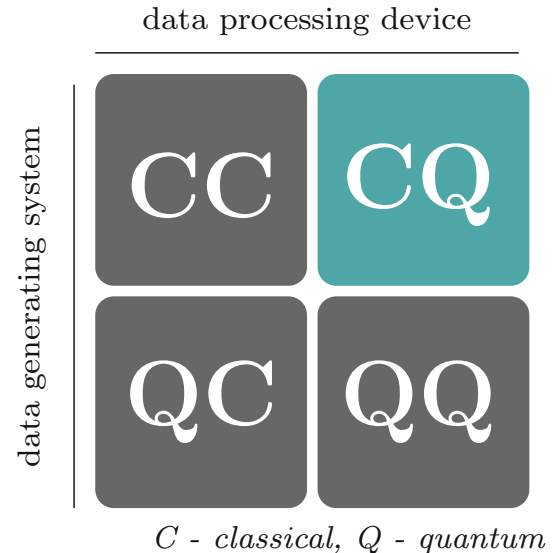 data processing device
data generating system
CC
CQ
QC
QQ
C - classical, Q - quantum